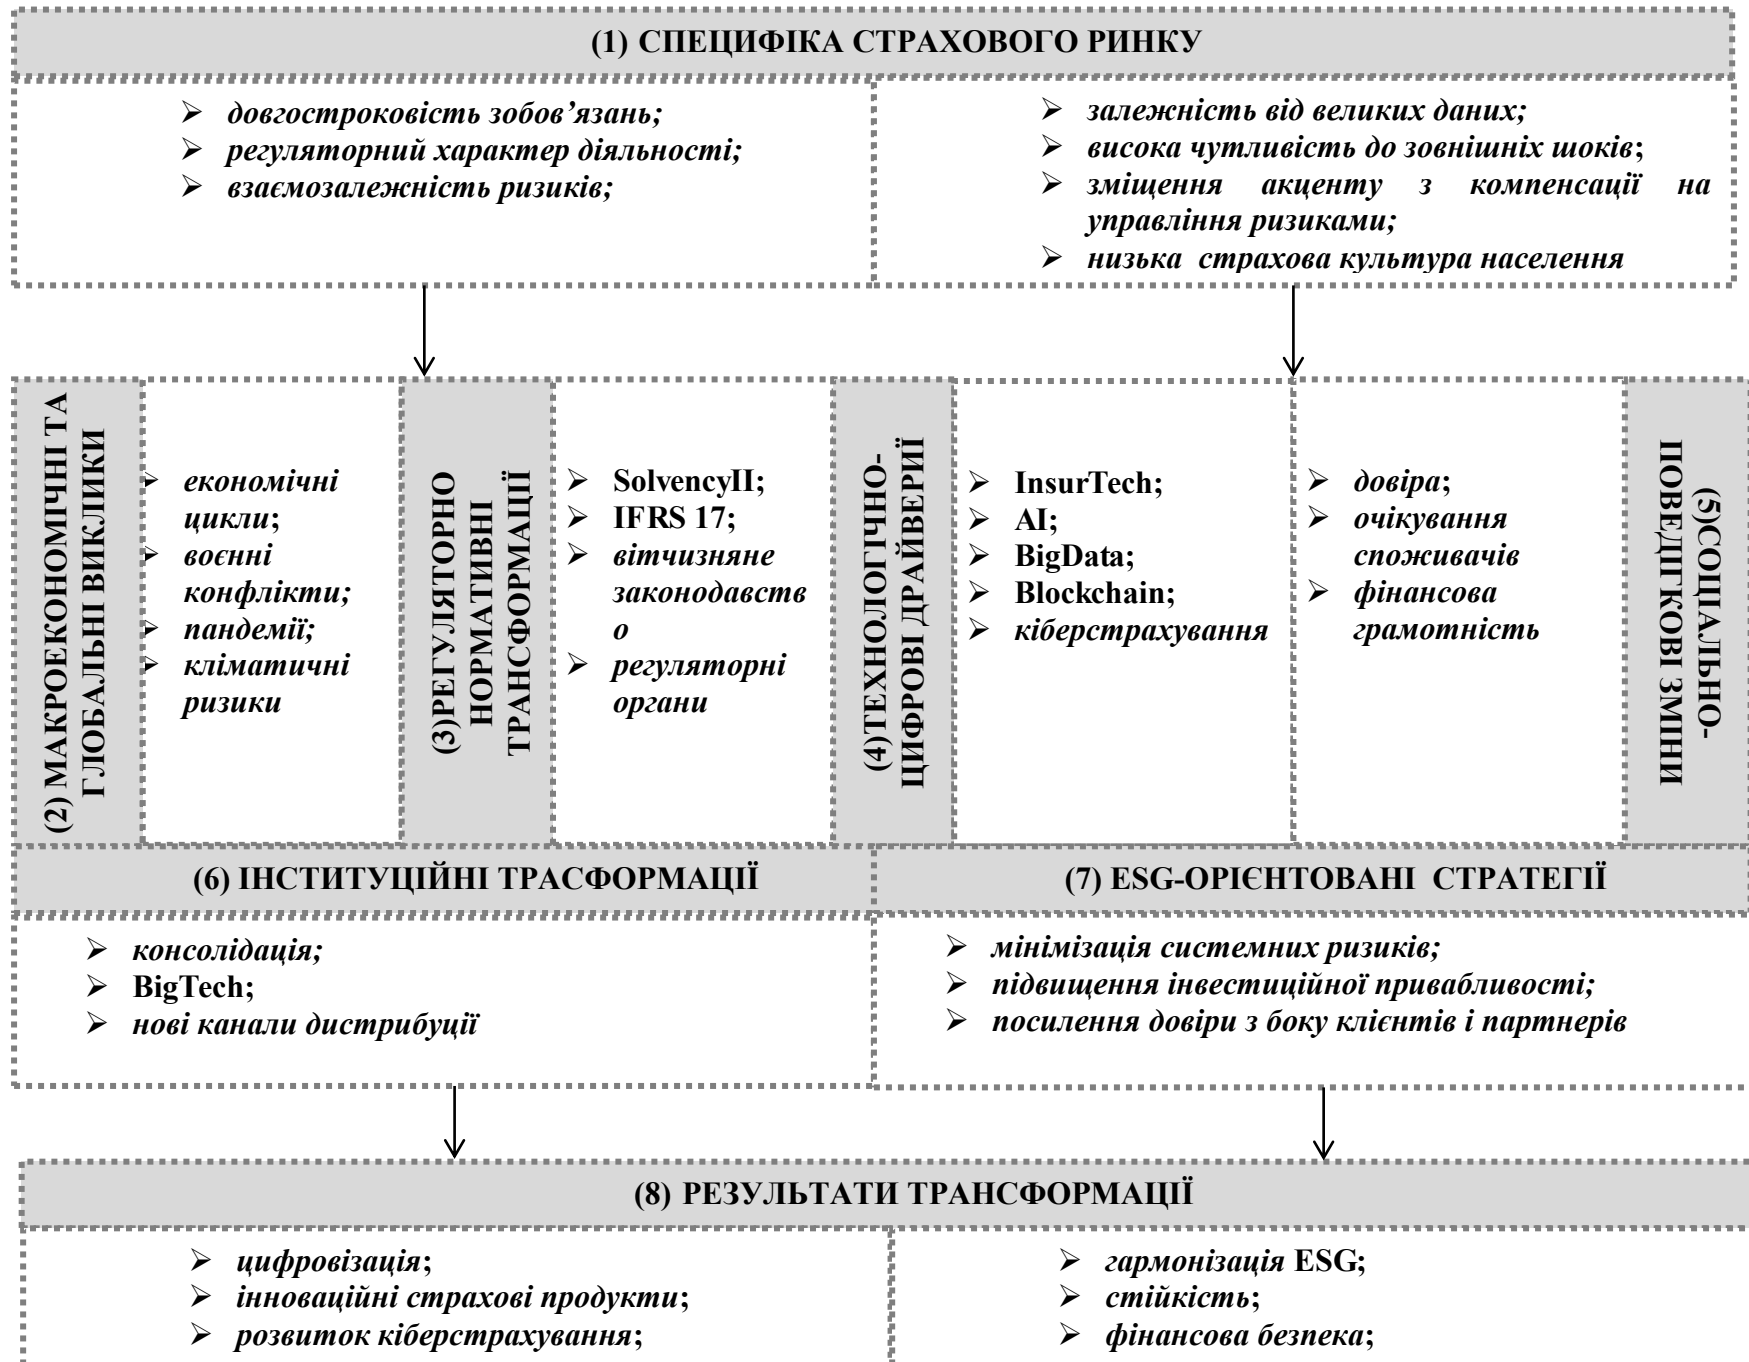 (1) СПЕЦИФІКА СТРАХОВОГО РИНКУ
довгостроковість зобов’язань;
регуляторний характер діяльності;
взаємозалежність ризиків;
залежність від великих даних;
висока чутливість до зовнішніх шоків;
зміщення акценту з компенсації на
управління ризиками;
низька страхова культура населення
(2) МАКРОЕКОНОМІЧНІ ТА
ГЛОБАЛЬНІ ВИКЛИКИ
економічні
цикли;
воєнні
конфлікти;
пандемії;
кліматичні
ризики
(3)РЕГУЛЯТОРНО
НОРМАТИВНІ
ТРАНСФОРМАЦІЇ
SolvencyII;
IFRS 17;
вітчизняне
законодавств
о
регуляторні
органи
(4)ТЕХНОЛОГІЧНО-
ЦИФРОВІ ДРАЙВЕРИЇ
InsurTech;
AI;
BigData;
Blockchain;
кіберстрахування
довіра;
очікування
споживачів
фінансова
грамотність
(5)СОЦІАЛЬНО-
ПОВЕДІГКОВІ ЗМІНИ
(6) ІНСТИТУЦІЙНІ ТРАСФОРМАЦІЇ
консолідація;
BigTech;
нові канали дистрибуції
(7) ESG-ОРІЄНТОВАНІ СТРАТЕГІЇ
мінімізація системних ризиків;
підвищення інвестиційної привабливості;
посилення довіри з боку клієнтів і партнерів
(8) РЕЗУЛЬТАТИ ТРАНСФОРМАЦІЇ
цифровізація;
інноваційні страхові продукти;
розвиток кіберстрахування;
гармонізація ESG;
стійкість;
фінансова безпека;